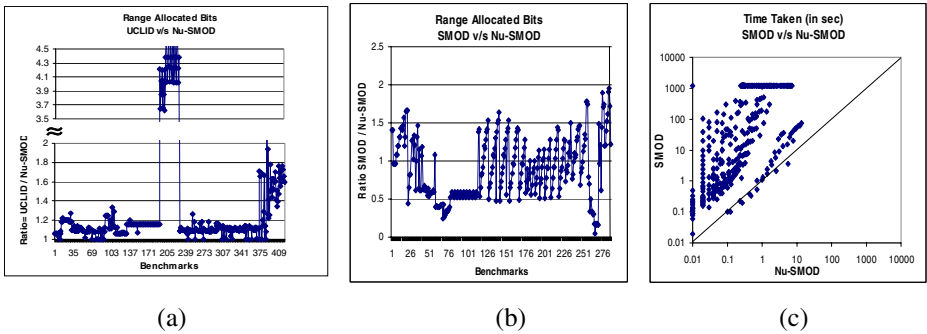 Range Allocated Bits
UCLID v/s Nu-SMOD
4.5
4.3
4.1
3.9
3.7
3.5
≈
2
1.8
1.6
1.4
1.2
1
Ratio= UCLID / Nu-SMOD
1 35 69 103 137 171 205 239 273 307 341 375 409
Benchmarks
(a)
Range Allocated Bits
SMOD v/s Nu-SMOD
2.5
2
1.5
1
0.5
0
Ratio SMOD / Nu-SMOD
1 26 51 76 101 126 151 176 201 226 251 276
Benchmarks
(b)
Time Taken (in sec)
SMOD v/s Nu-SMOD
10000
1000
100
10
1
0.1
0.01
SMOD
0.01 0.1 1 10 100 1000 10000
Nu-SMOD
(c)